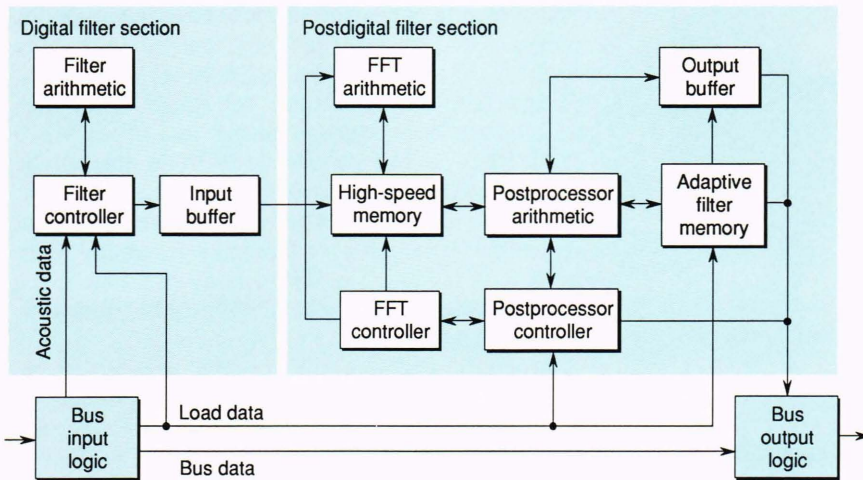 Digital filter section
Postdigital filter section
Filter
arithmetic
FFT
arithmetic
Output
buffer
Filter
controller
Input
buffer
High-speed
memory
Postprocessor
arithmetic
Adaptive
filter
memory
Acoustic data
FFT
controller
Postprocessor
controller
Bus
input
logic
Load data
Bus data
Bus
output
logic